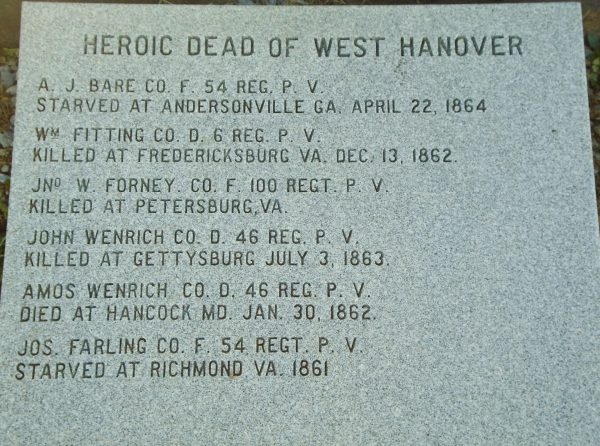 HEROIC DEAD OF WEST HANOVER
A. J. BARE CO. F. 54 REG. P. V.
STARVED AT ANDERSONVILLE GA. APRIL 22, 1864
WM FITTING CO. D. 6 REG. P. V.
KILLED AT FREDERICKSBURG VA. DEC. 13, 1862.
JNO W. FORNEY. CO. F. 100 REGT. P. V.
KILLED AT PETERSBURG, VA.
JOHN WENRICH CO. D. 46 REG. P. V.
KILLED AT GETTYSBURG JULY 3, 1863.
AMOS WENRICH CO. D. 46 REG. P. V.
DIED AT HANCOCK MD. JAN. 30, 1862.
JOS. FARLING CO. F. 54 REGT. P. V.
STARVED AT RICHMOND VA. 1861